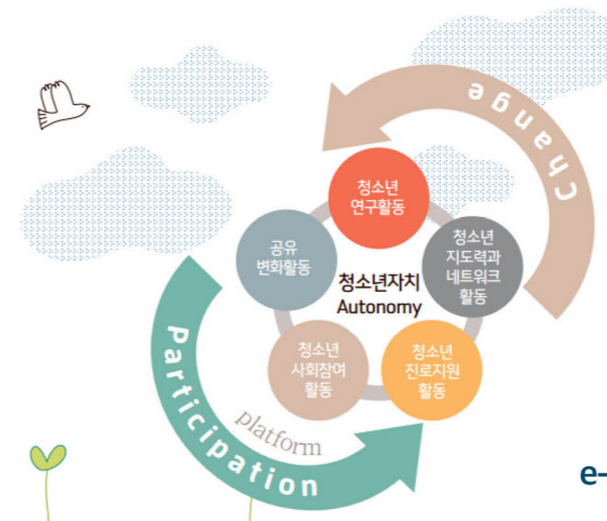 Change
청소년
연구활동
공유
변화활동
청소년
지도력과
네트워크
활동
청소년자치
Autonomy
청소년
사회참여
활동
청소년
진로지원
활동
platform
Participation
e-